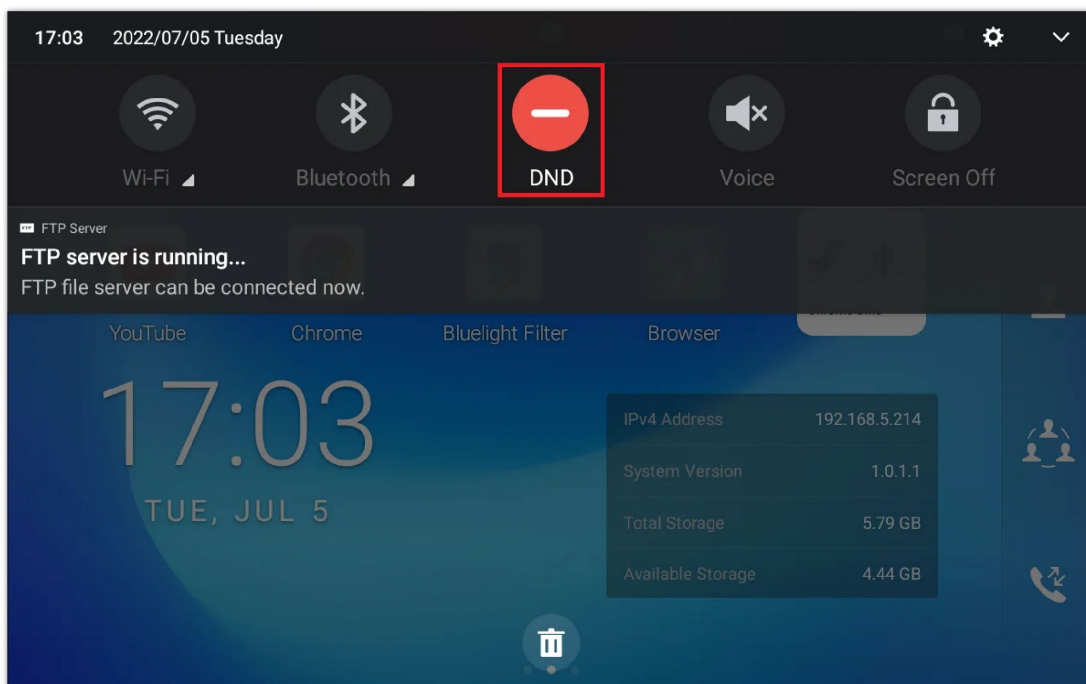 17:03 2022/07/05 Tuesday
Wi-Fi Bluetooth DND Voice Screen Off
FTP FTP Server
FTP server is running...
FTP file server can be connected now.
YouTube Chrome Bluelight Filter Browser
17:03
TUE, JUL 5
IPv4 Address 192.168.5.214
System Version 1.0.1.1
Total Storage 5.79 GB
Available Storage 4.44 GB